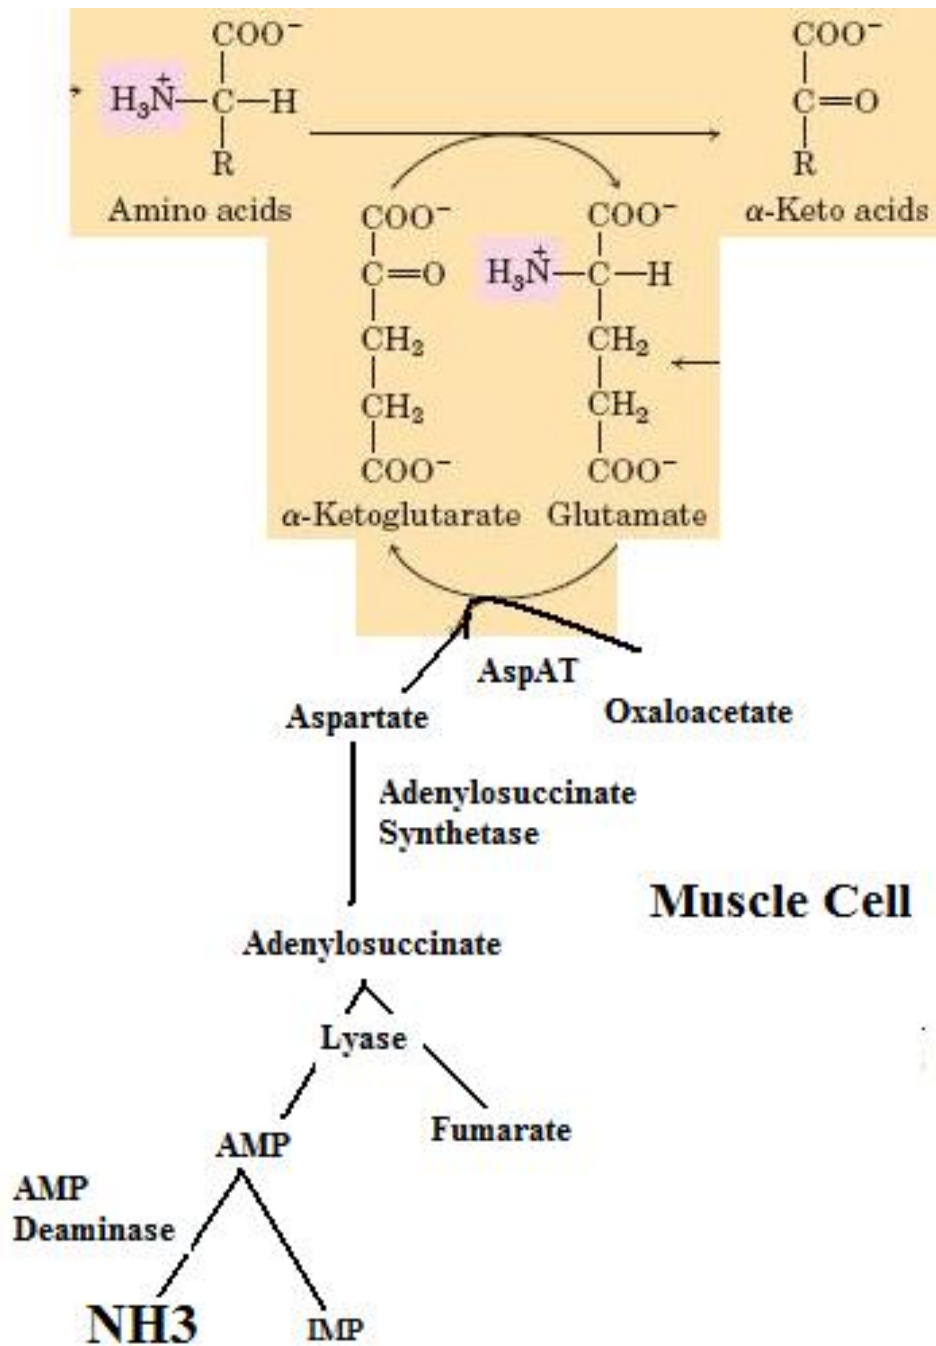 COO⁻
COO⁻
H₃N⁺—C—H
C=O
R
R
Amino acids
α-Keto acids
COO⁻
COO⁻
C=O
H₃N⁺—C—H
CH₂
CH₂
CH₂
CH₂
COO⁻
COO⁻
α-Ketoglutarate
Glutamate
AspAT
Aspartate
Oxaloacetate
Adenylosuccinate
Synthetase
Muscle Cell
Adenylosuccinate
Lyase
Fumarate
AMP
AMP
Deaminase
NH3
IMP